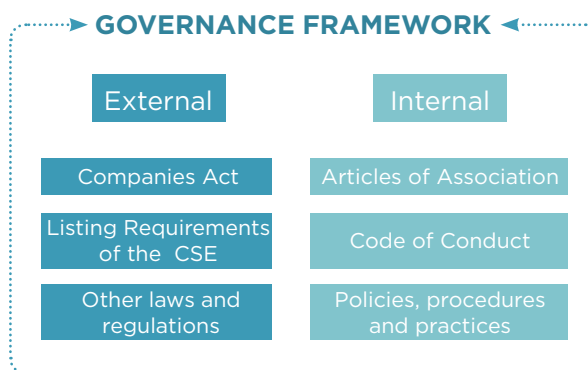 GOVERNANCE FRAMEWORK
External
Internal
Companies Act
Articles of Association
Listing Requirements
of the CSE
Code of Conduct
Other laws and
regulations
Policies, procedures
and practices